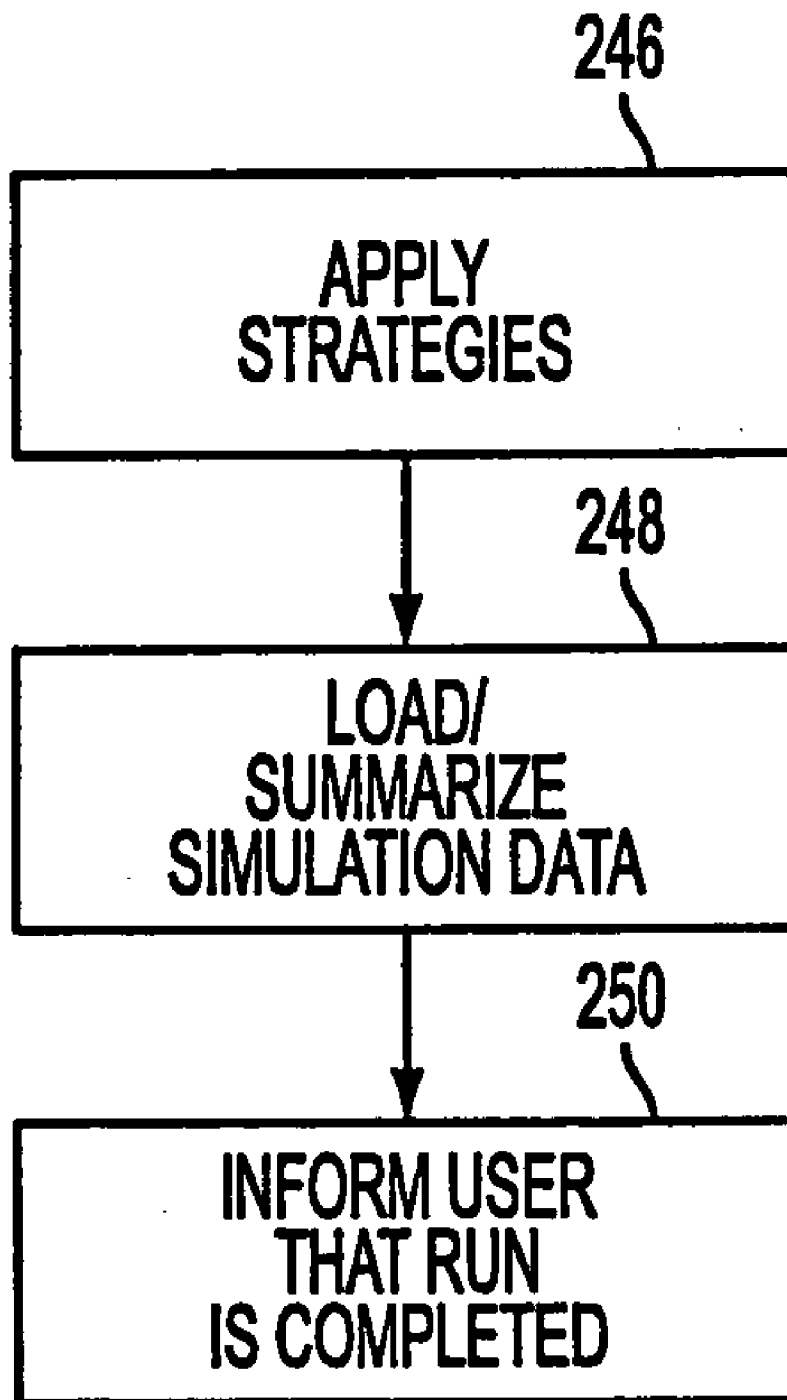 246
APPLY
STRATEGIES
248
LOAD/
SUMMARIZE
SIMULATION DATA
250
INFORM USER
THAT RUN
IS COMPLETED